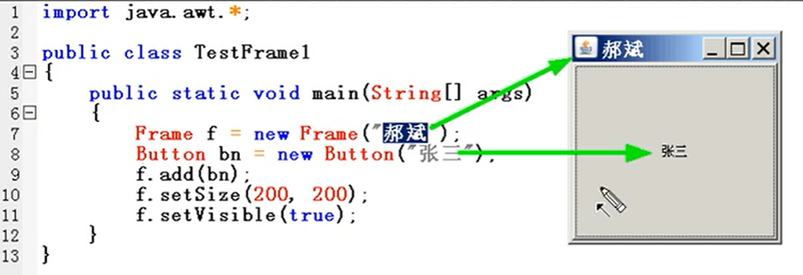 1 import java.awt.*;
2
3 public class TestFrame1
4 {
5 public static void main(String[] args)
6 {
7 Frame f = new Frame("郝斌");
8 Button bn = new Button("张三");
9 f.add(bn);
10 f.setSize(200, 200);
11 f.setVisible(true);
12 }
13 }
郝斌
张三